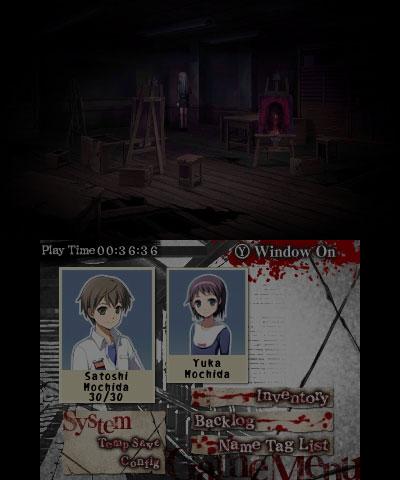 Play Time 00:36:36
Ⓨ Window On
Satoshi
Mochida
30/30
Yuka
Mochida
Inventory
System
Backlog
Temp Save
Name Tag List
Config
Game Menu